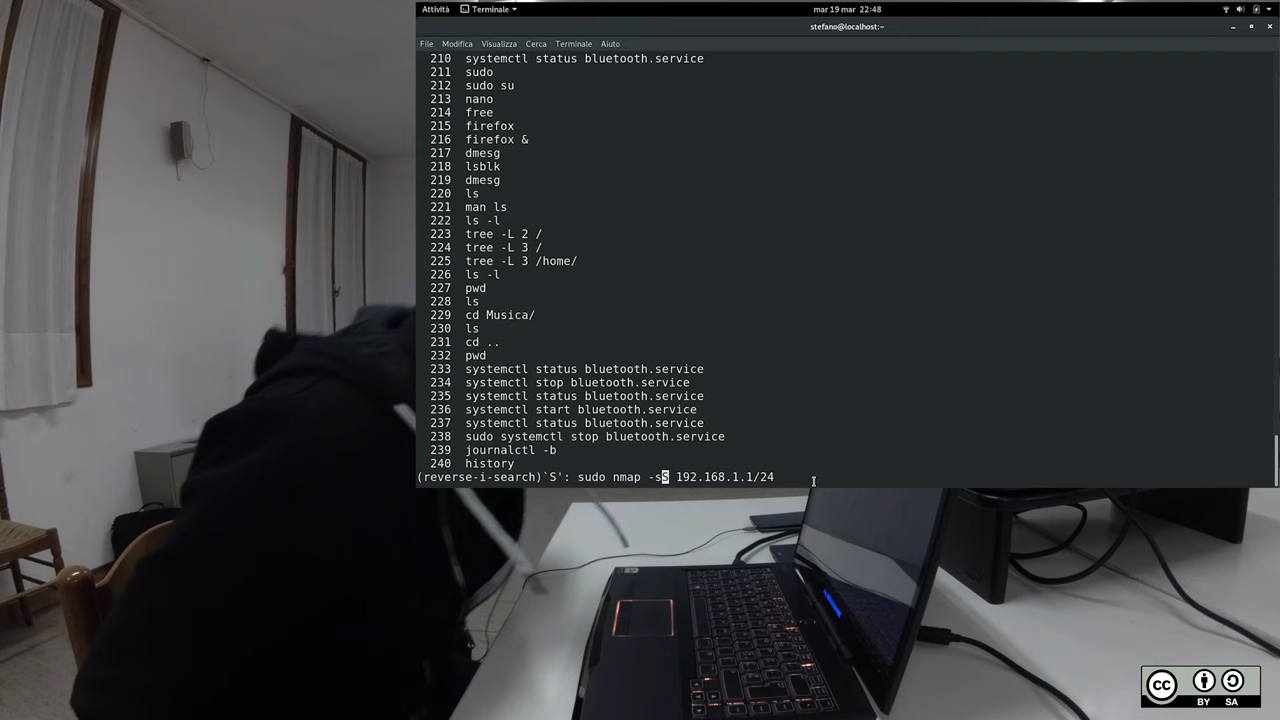 Attività Terminale mar 19 mar 22:48
stefano@localhost:~
File Modifica Visualizza Cerca Terminale Aiuto
210 systemctl status bluetooth.service
211 sudo
212 sudo su
213 nano
214 free
215 firefox
216 firefox &
217 dmesg
218 lsblk
219 dmesg
220 ls
221 man ls
222 ls -l
223 tree -L 2 /
224 tree -L 3 /
225 tree -L 3 /home/
226 ls -l
227 pwd
228 ls
229 cd Musica/
230 ls
231 cd ..
232 pwd
233 systemctl status bluetooth.service
234 systemctl stop bluetooth.service
235 systemctl status bluetooth.service
236 systemctl start bluetooth.service
237 systemctl status bluetooth.service
238 sudo systemctl stop bluetooth.service
239 journalctl -b
240 history
(reverse-i-search)`S': sudo nmap -sS 192.168.1.1/24
cc
BY SA